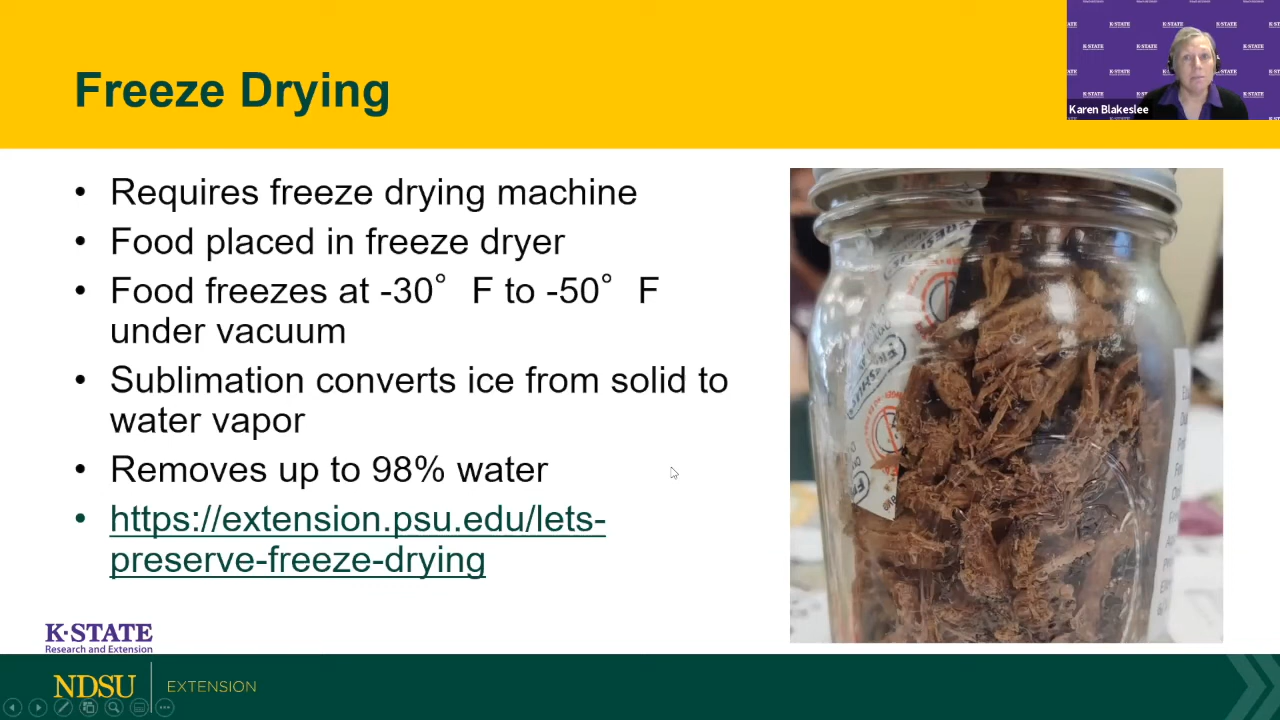 Freeze Drying
K-STATE
Karen Blakeslee
• Requires freeze drying machine
• Food placed in freeze dryer
• Food freezes at -30° F to -50° F
under vacuum
• Sublimation converts ice from solid to
water vapor
• Removes up to 98% water
• https://extension.psu.edu/lets-
preserve-freeze-drying
K·STATE
Research and Extension
NDSU
EXTENSION